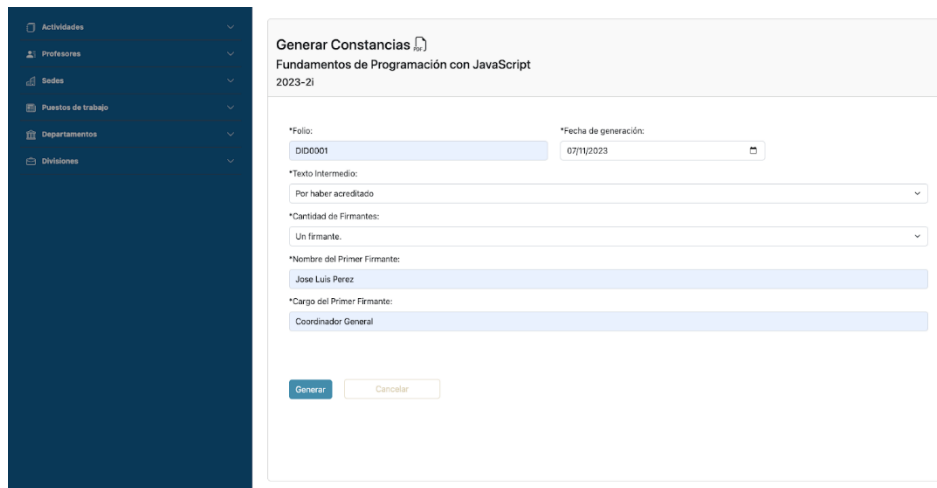 Actividades
Profesores
Sedes
Puestos de trabajo
Departamentos
Divisiones
Generar Constancias PDF
Fundamentos de Programación con JavaScript
2023-2i
*Folio:
DID0001
*Fecha de generación:
07/11/2023
*Texto Intermedio:
Por haber acreditado
*Cantidad de Firmantes:
Un firmante.
*Nombre del Primer Firmante:
Jose Luis Perez
*Cargo del Primer Firmante:
Coordinador General
Generar
Cancelar